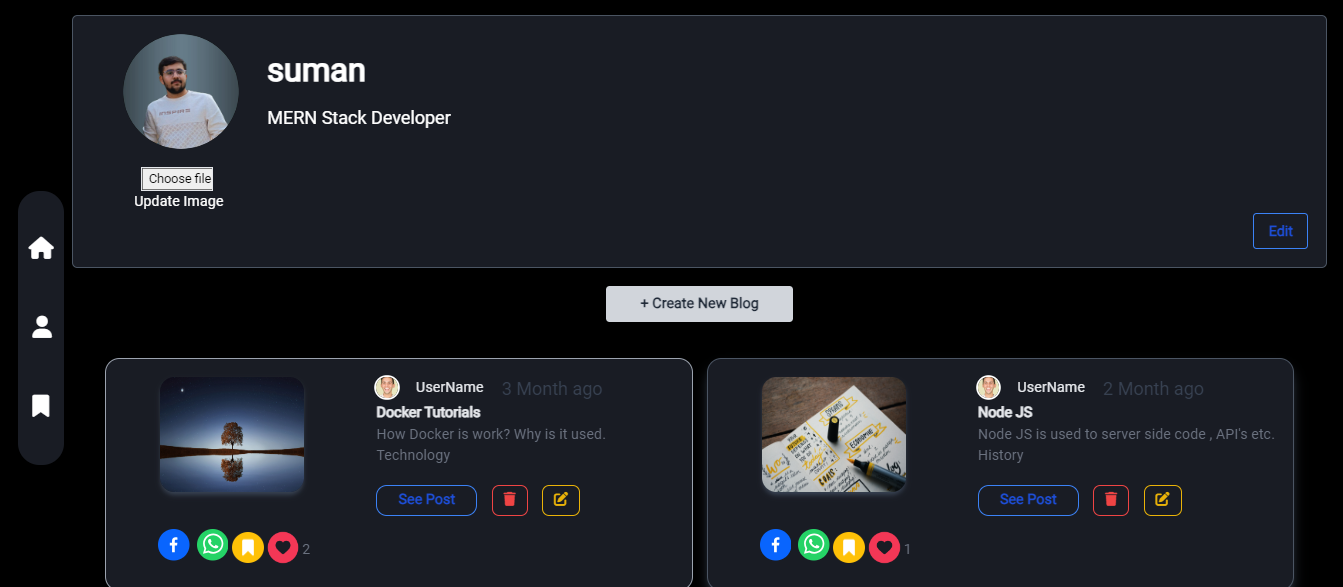 suman
MERN Stack Developer
Choose file
Update Image
Edit
+ Create New Blog
UserName 3 Month ago
Docker Tutorials
How Docker is work? Why is it used.
Technology
See Post
2
UserName 2 Month ago
Node JS
Node JS is used to server side code , API's etc.
History
See Post
1